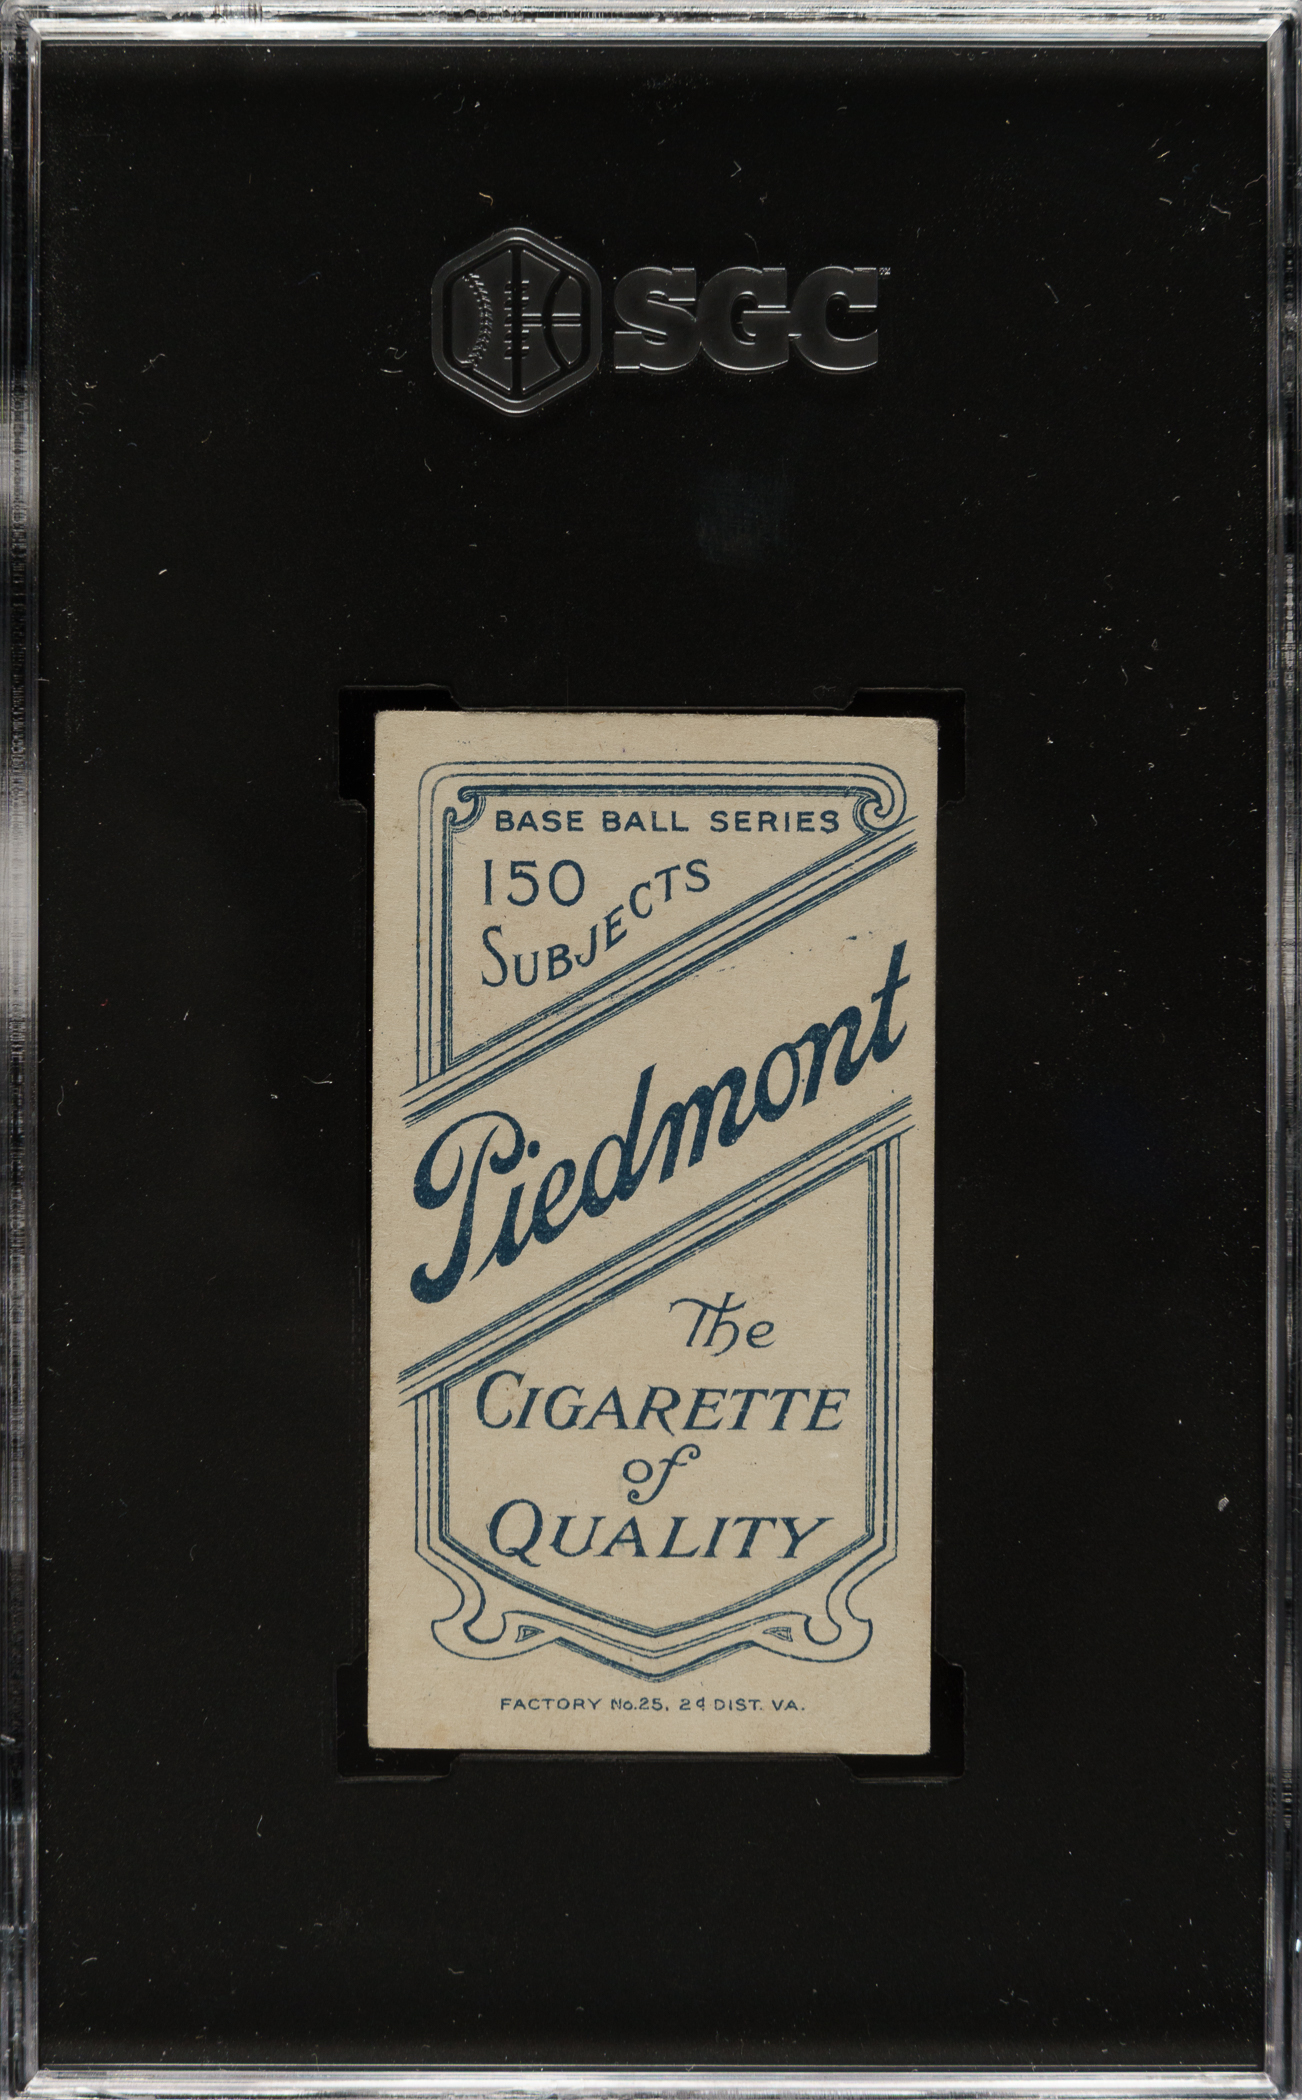 SGC
BASE BALL SERIES
150
SUBJECTS
Piedmont
The
CIGARETTE
of
QUALITY
FACTORY No.25, 2d DIST. VA.